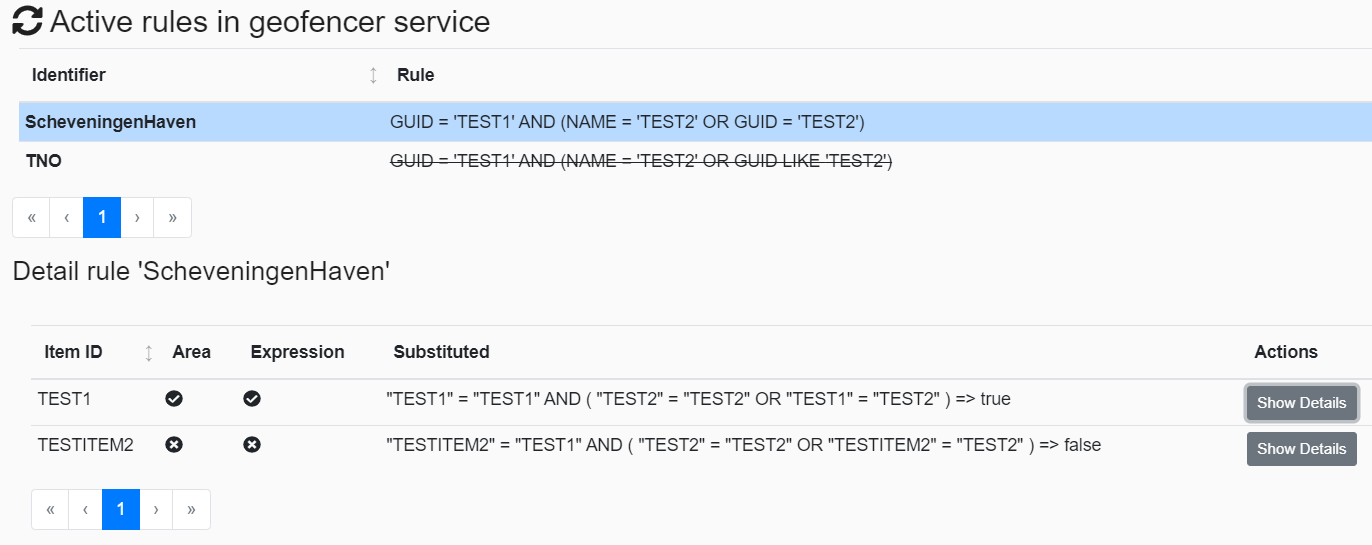 Active rules in geofencer service
Identifier Rule
ScheveningenHaven GUID = 'TEST1' AND (NAME = 'TEST2' OR GUID = 'TEST2')
TNO GUID = 'TEST1' AND (NAME = 'TEST2' OR GUID LIKE 'TEST2')
« ‹ 1 › »
Detail rule 'ScheveningenHaven'
Item ID Area Expression Substituted Actions
TEST1 "TEST1" = "TEST1" AND ( "TEST2" = "TEST2" OR "TEST1" = "TEST2" ) => true Show Details
TESTITEM2 "TESTITEM2" = "TEST1" AND ( "TEST2" = "TEST2" OR "TESTITEM2" = "TEST2" ) => false Show Details
« ‹ 1 › »